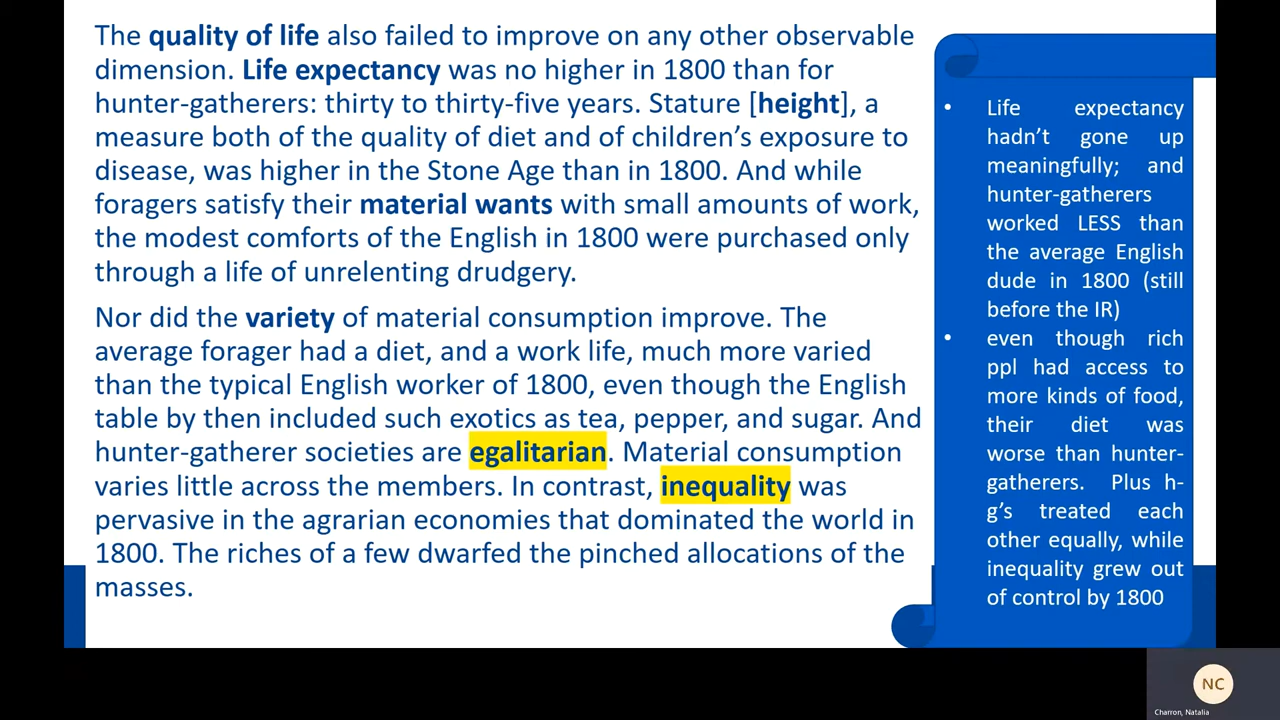 The quality of life also failed to improve on any other observable
dimension. Life expectancy was no higher in 1800 than for
hunter-gatherers: thirty to thirty-five years. Stature [height], a
measure both of the quality of diet and of children's exposure to
disease, was higher in the Stone Age than in 1800. And while
foragers satisfy their material wants with small amounts of work,
the modest comforts of the English in 1800 were purchased only
through a life of unrelenting drudgery.
Nor did the variety of material consumption improve. The
average forager had a diet, and a work life, much more varied
than the typical English worker of 1800, even though the English
table by then included such exotics as tea, pepper, and sugar. And
hunter-gatherer societies are egalitarian. Material consumption
varies little across the members. In contrast, inequality was
pervasive in the agrarian economies that dominated the world in
1800. The riches of a few dwarfed the pinched allocations of the
masses.
• Life expectancy
hadn't gone up
meaningfully; and
hunter-gatherers
worked LESS than
the average English
dude in 1800 (still
before the IR)
• even though rich
ppl had access to
more kinds of food,
their diet was
worse than hunter-
gatherers. Plus h-
g's treated each
other equally, while
inequality grew out
of control by 1800
NC
Charron, Natalia